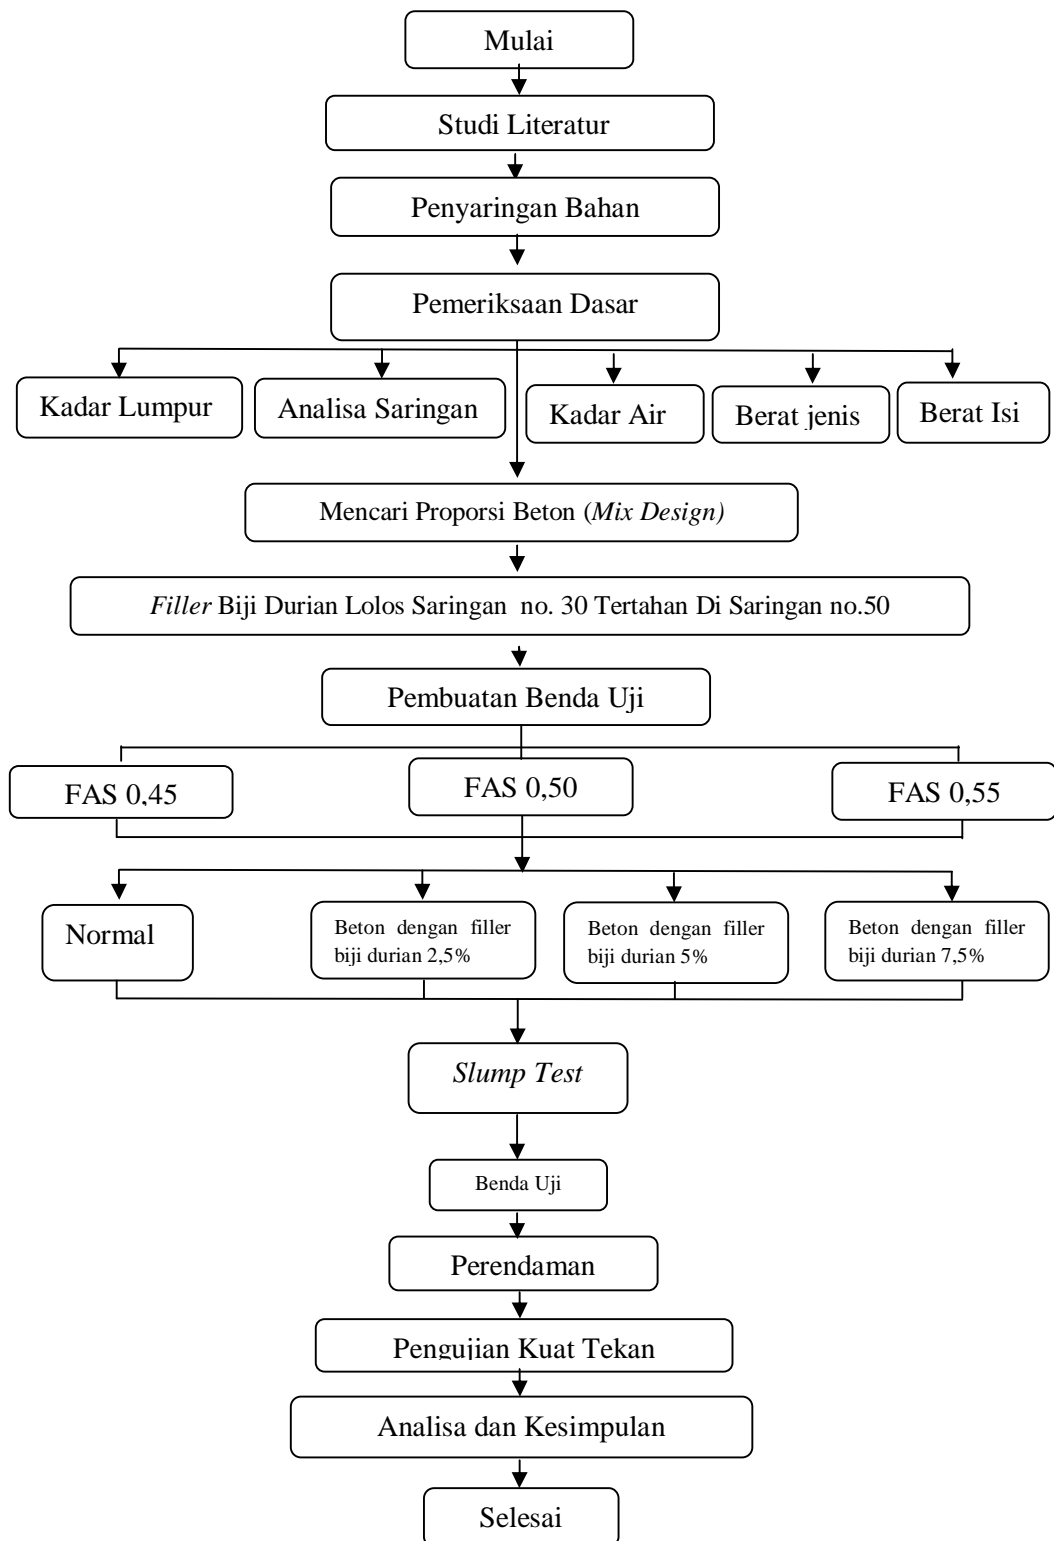 Mulai
Studi Literatur
Penyaringan Bahan
Pemeriksaan Dasar
Kadar Lumpur
Analisa Saringan
Kadar Air
Berat jenis
Berat Isi
Mencari Proporsi Beton (Mix Design)
Filler Biji Durian Lolos Saringan no. 30 Tertahan Di Saringan no.50
Pembuatan Benda Uji
FAS 0,45
FAS 0,50
FAS 0,55
Normal
Beton dengan filler
biji durian 2,5%
Beton dengan filler
biji durian 5%
Beton dengan filler
biji durian 7,5%
Slump Test
Benda Uji
Perendaman
Pengujian Kuat Tekan
Analisa dan Kesimpulan
Selesai